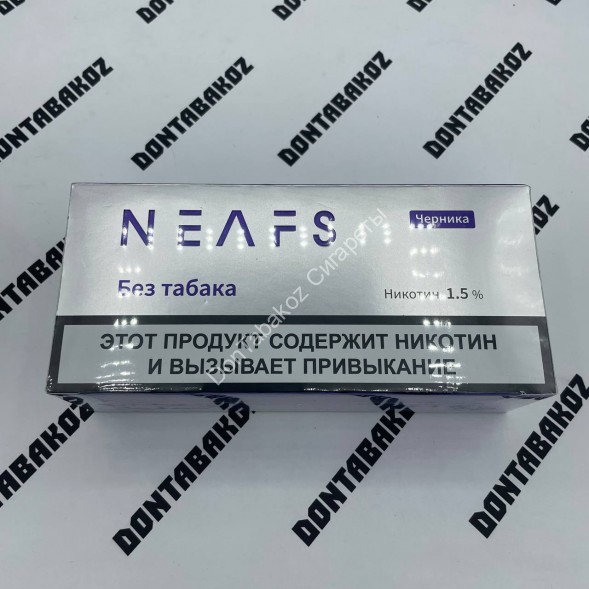 DONTABAKOZ
DONTABAKOZ
DONTABAKOZ
DONTABAKOZ
NEAFS
Черника
Без табака
Никотин 1.5 %
Dontabakoz Сигареты
ЭТОТ ПРОДУКТ СОДЕРЖИТ НИКОТИН
И ВЫЗЫВАЕТ ПРИВЫКАНИЕ
DONTABAKOZ
DONTABAKOZ
DONTABAKOZ